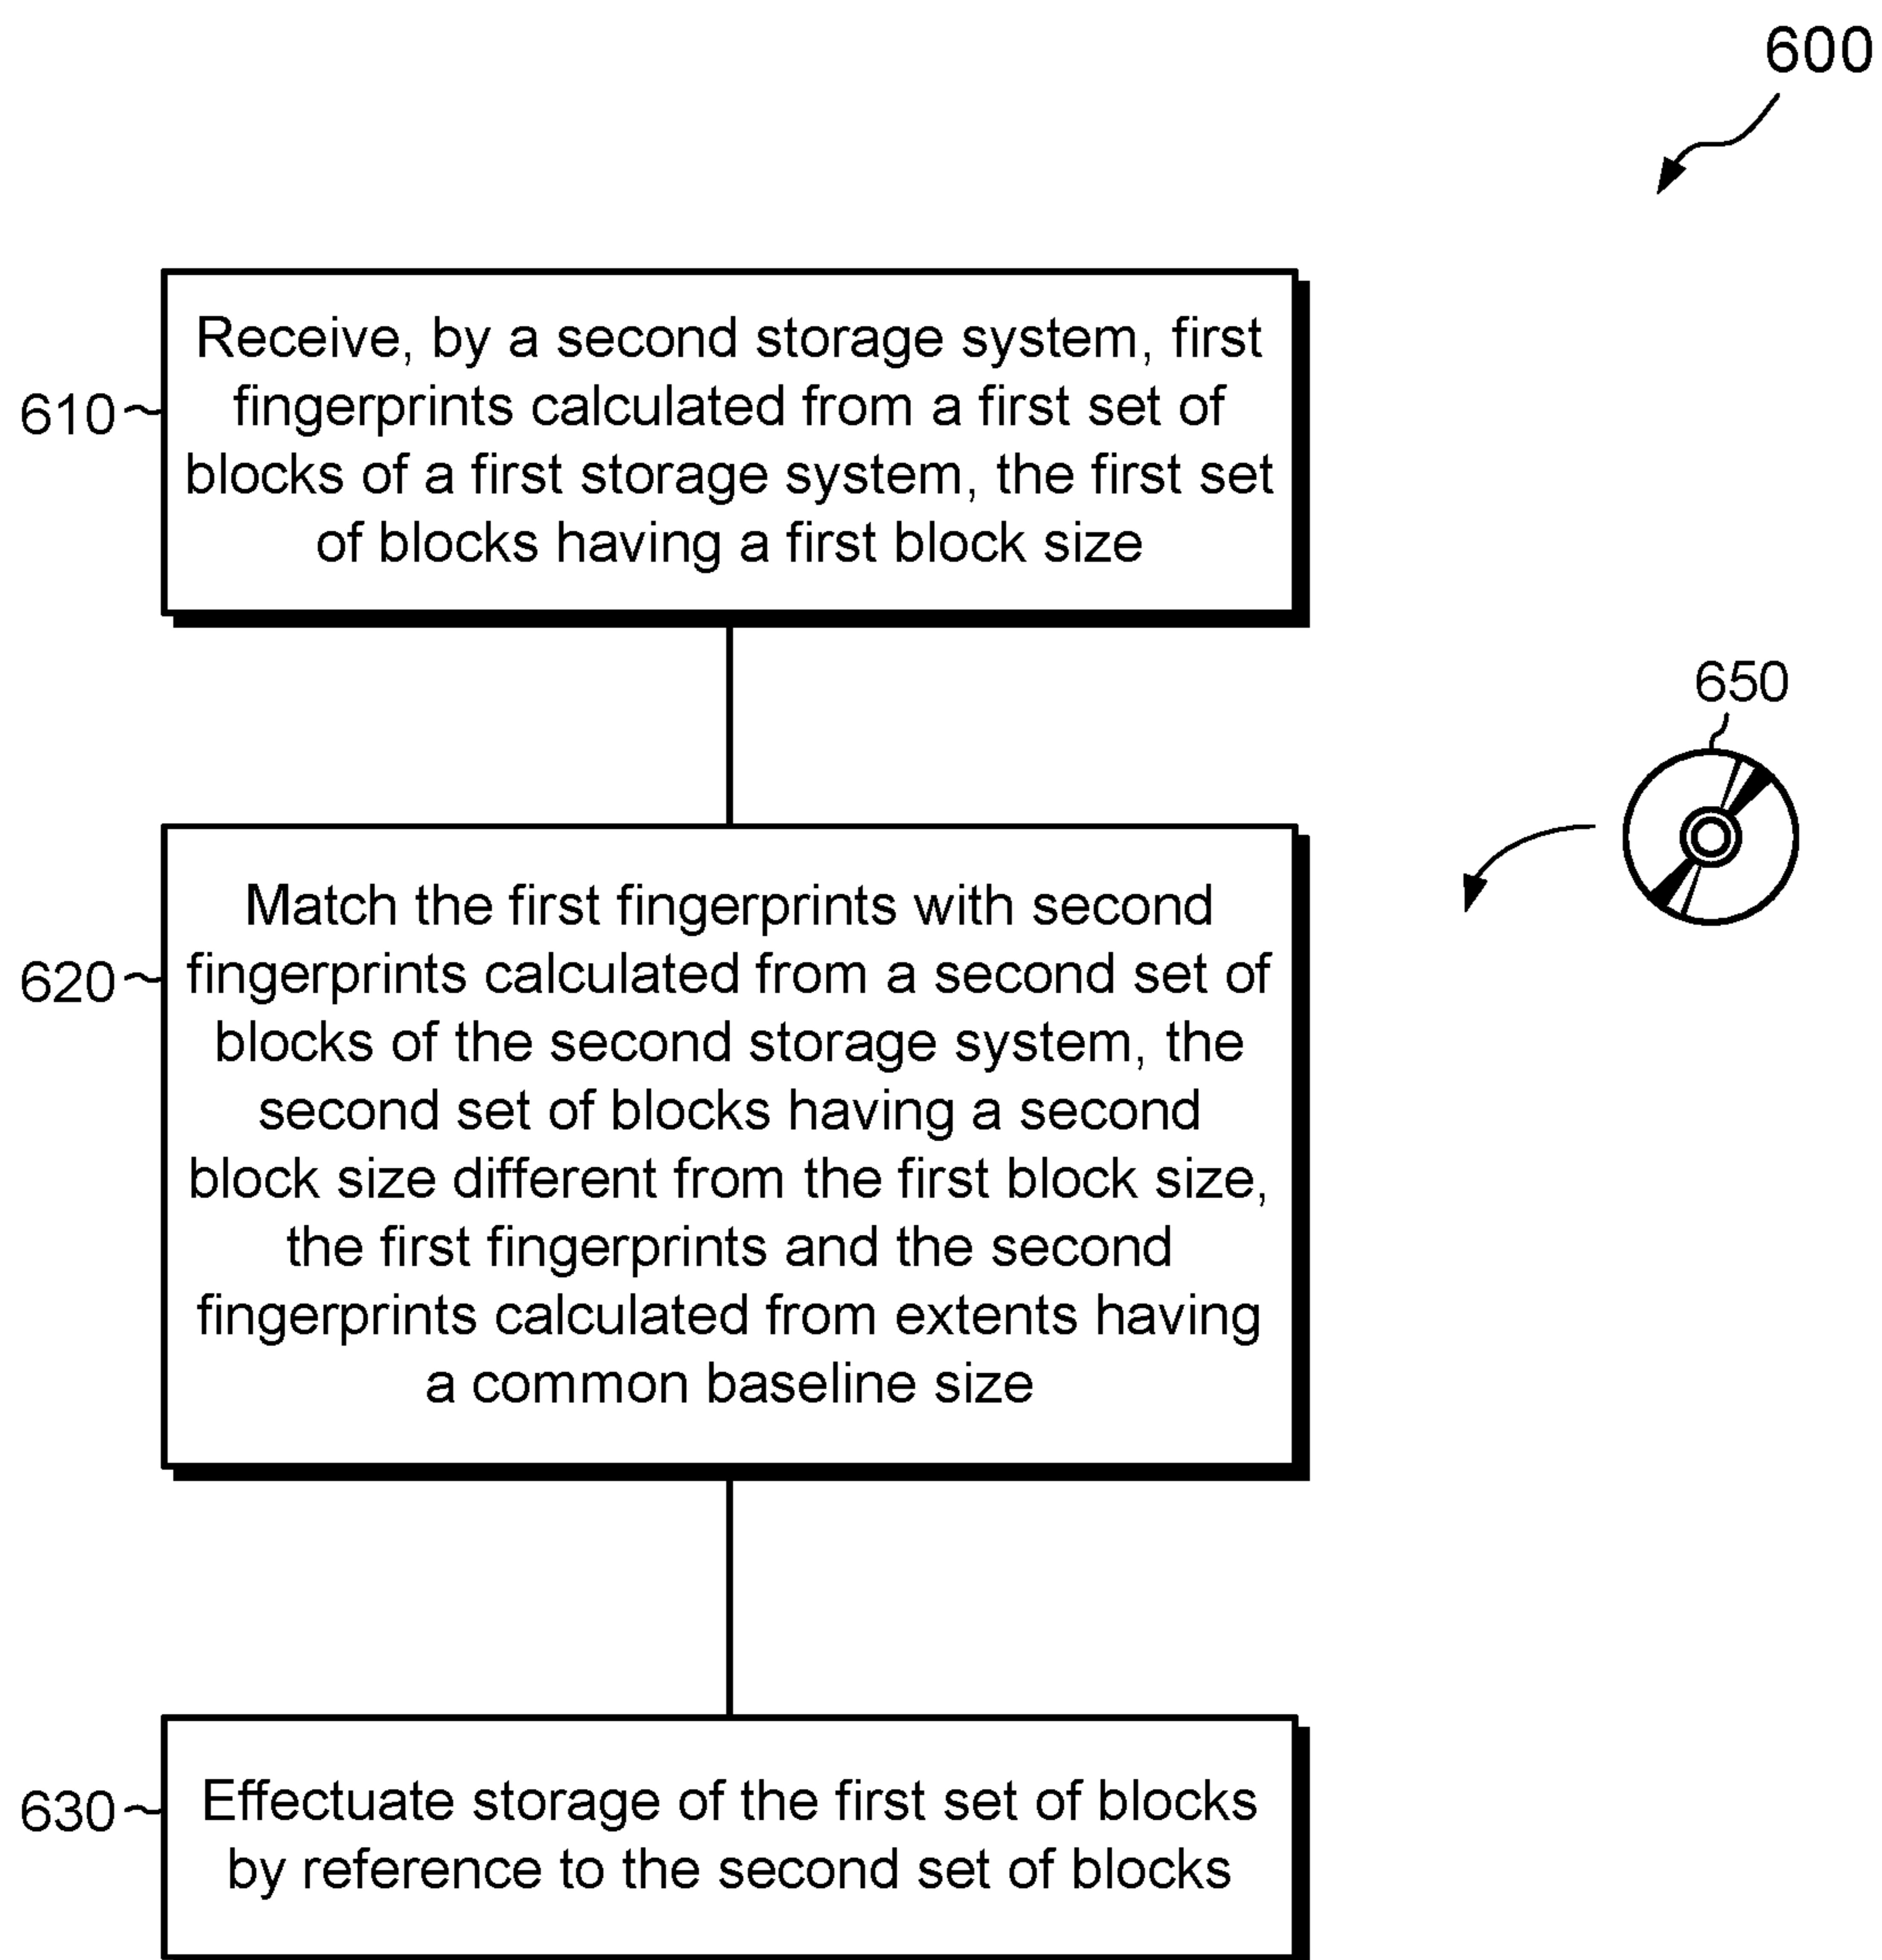 600
Receive, by a second storage system, first
fingerprints calculated from a first set of
blocks of a first storage system, the first set
of blocks having a first block size
610
650
Match the first fingerprints with second
fingerprints calculated from a second set of
blocks of the second storage system, the
second set of blocks having a second
block size different from the first block size,
the first fingerprints and the second
fingerprints calculated from extents having
a common baseline size
620
Effectuate storage of the first set of blocks
by reference to the second set of blocks
630